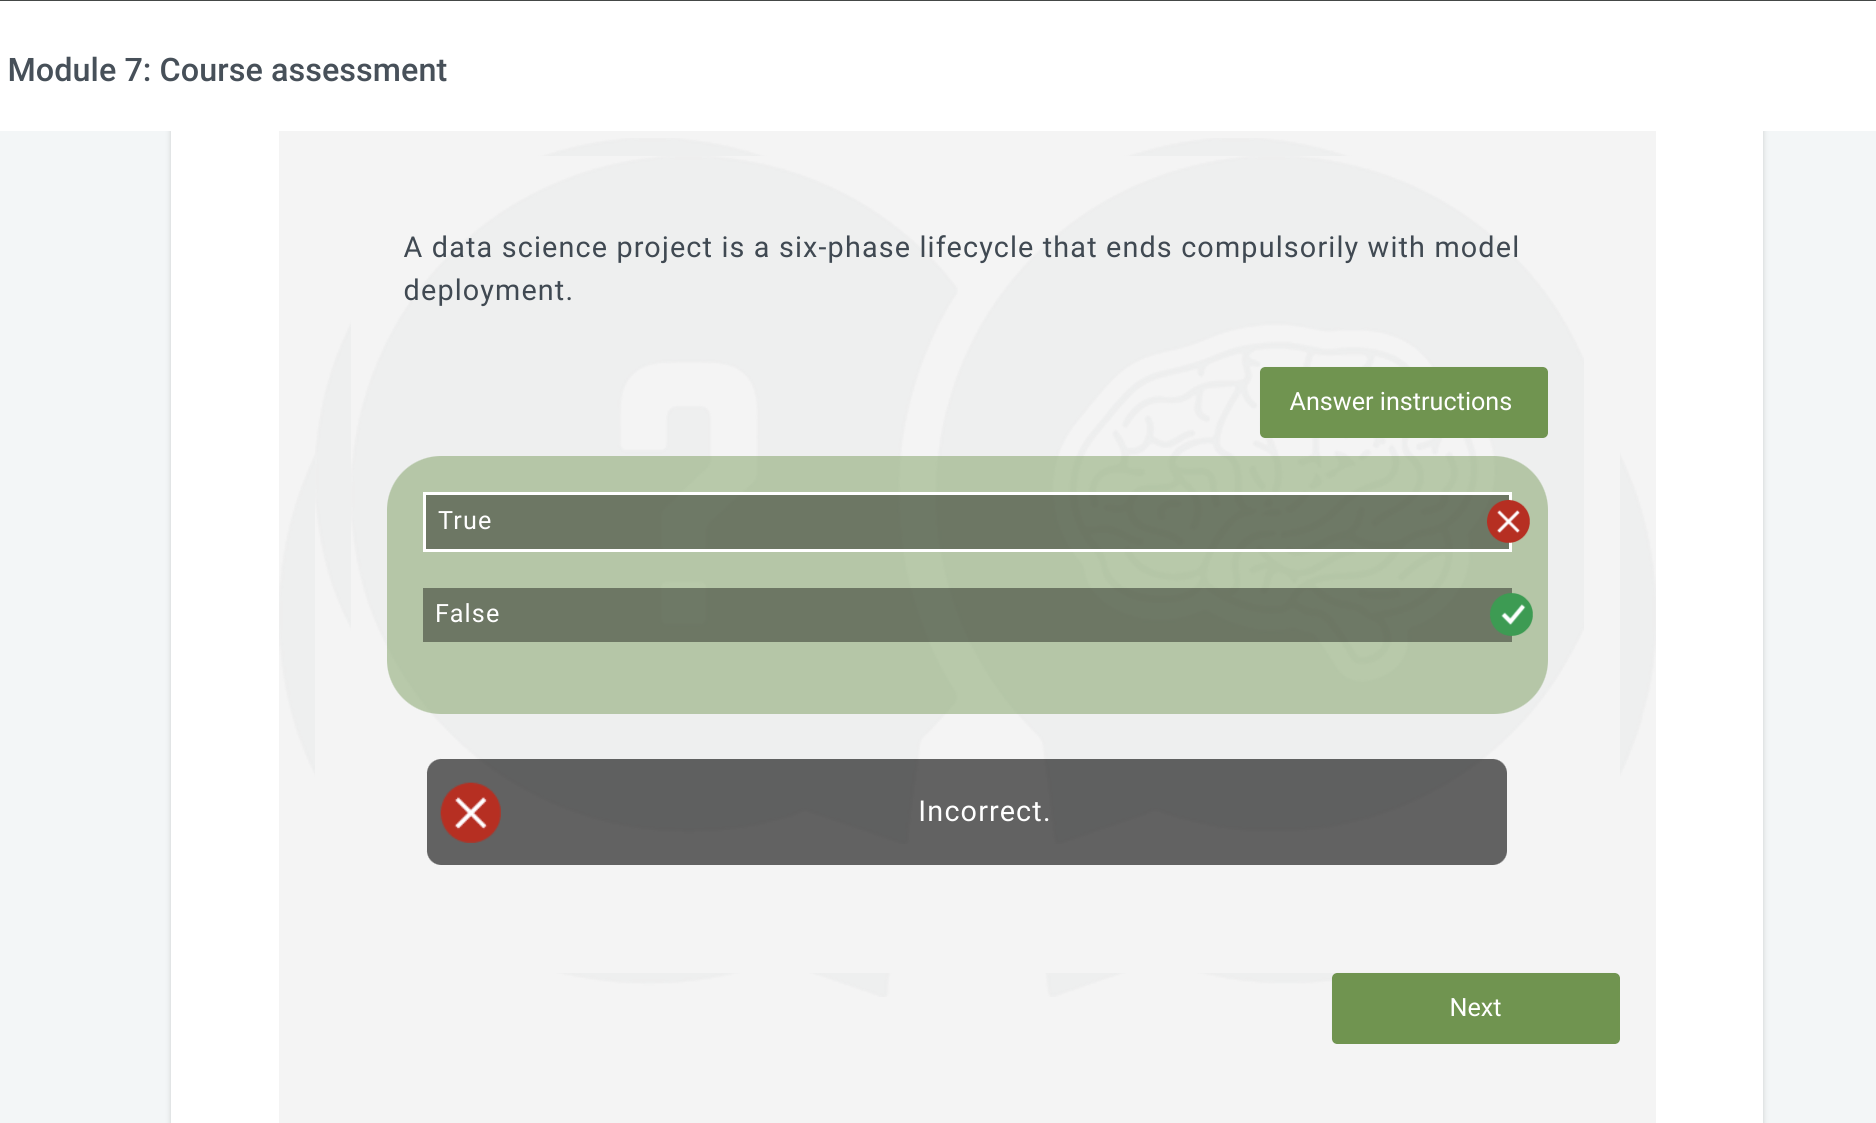 Module 7: Course assessment
A data science project is a six-phase lifecycle that ends compulsorily with model
deployment.
Answer instructions
True
False
Incorrect.
Next